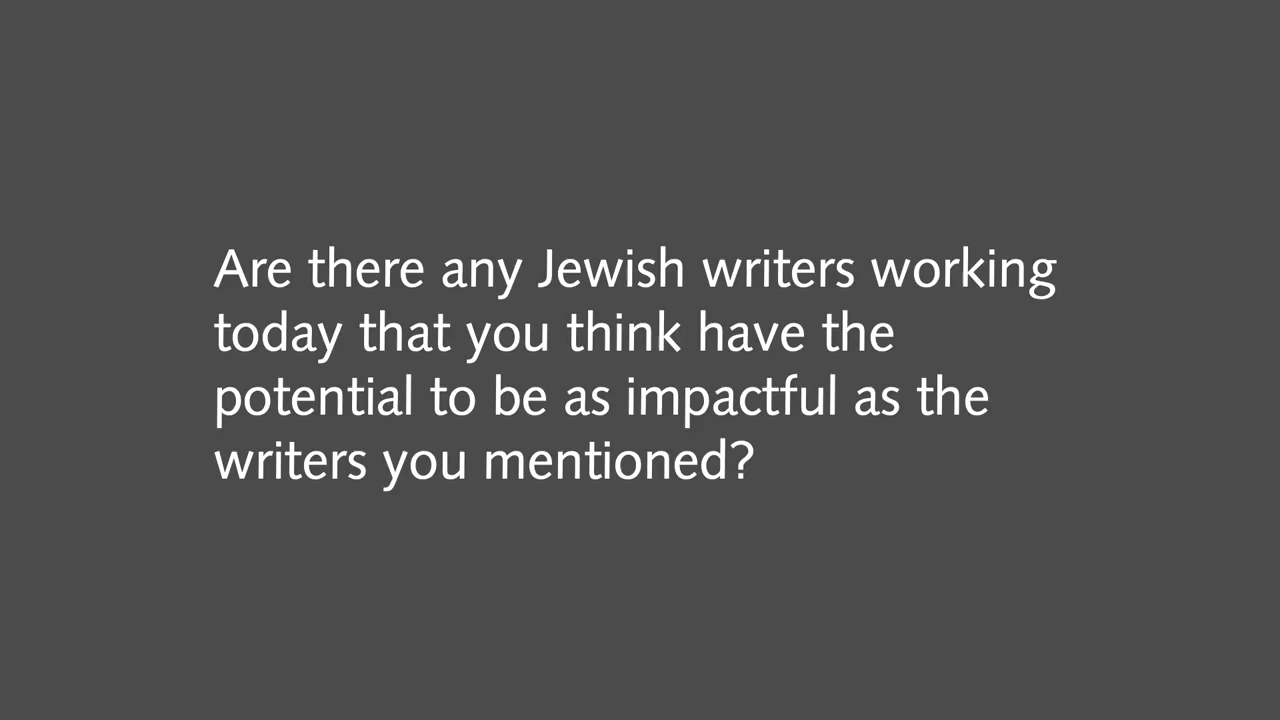 Are there any Jewish writers working
today that you think have the
potential to be as impactful as the
writers you mentioned?